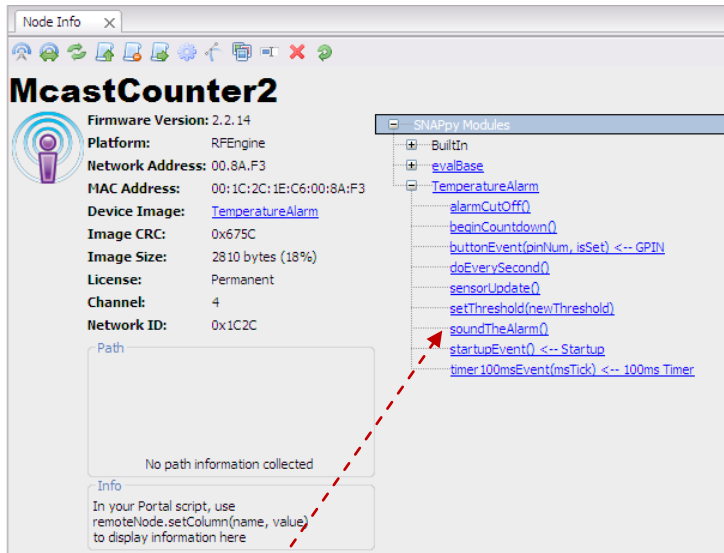 Node Info
McastCounter2
Firmware Version: 2.2.14
Platform: RFEngine
Network Address: 00.8A.F3
MAC Address: 00:1C:2C:1E:C6:00:8A:F3
Device Image: TemperatureAlarm
Image CRC: 0x675C
Image Size: 2810 bytes (18%)
License: Permanent
Channel: 4
Network ID: 0x1C2C
Path
No path information collected
Info
In your Portal script, use
remoteNode.setColumn(name, value)
to display information here
SNAPpy Modules
BuiltIn
evalBase
TemperatureAlarm
alarmCutOff()
beginCountdown()
buttonEvent(pinNum, isSet) <-- GPIN
doEverySecond()
sensorUpdate()
setThreshold(newThreshold)
soundTheAlarm()
startupEvent() <-- Startup
timer100msEvent(msTick) <-- 100ms Timer